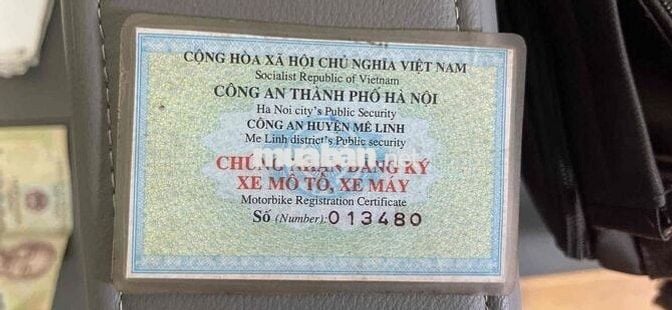 CỘNG HÒA XÃ HỘI CHỦ NGHĨA VIỆT NAM
Socialist Republic of Vietnam
CÔNG AN THÀNH PHỐ HÀ NỘI
Ha Noi city's Public Security
CÔNG AN HUYỆN MÊ LINH
Me Linh district's Public security
CHỨNG NHẬN ĐĂNG KÝ
XE MÔ TÔ, XE MÁY
Motorbike Registration Certificate
Số (Number): 013480